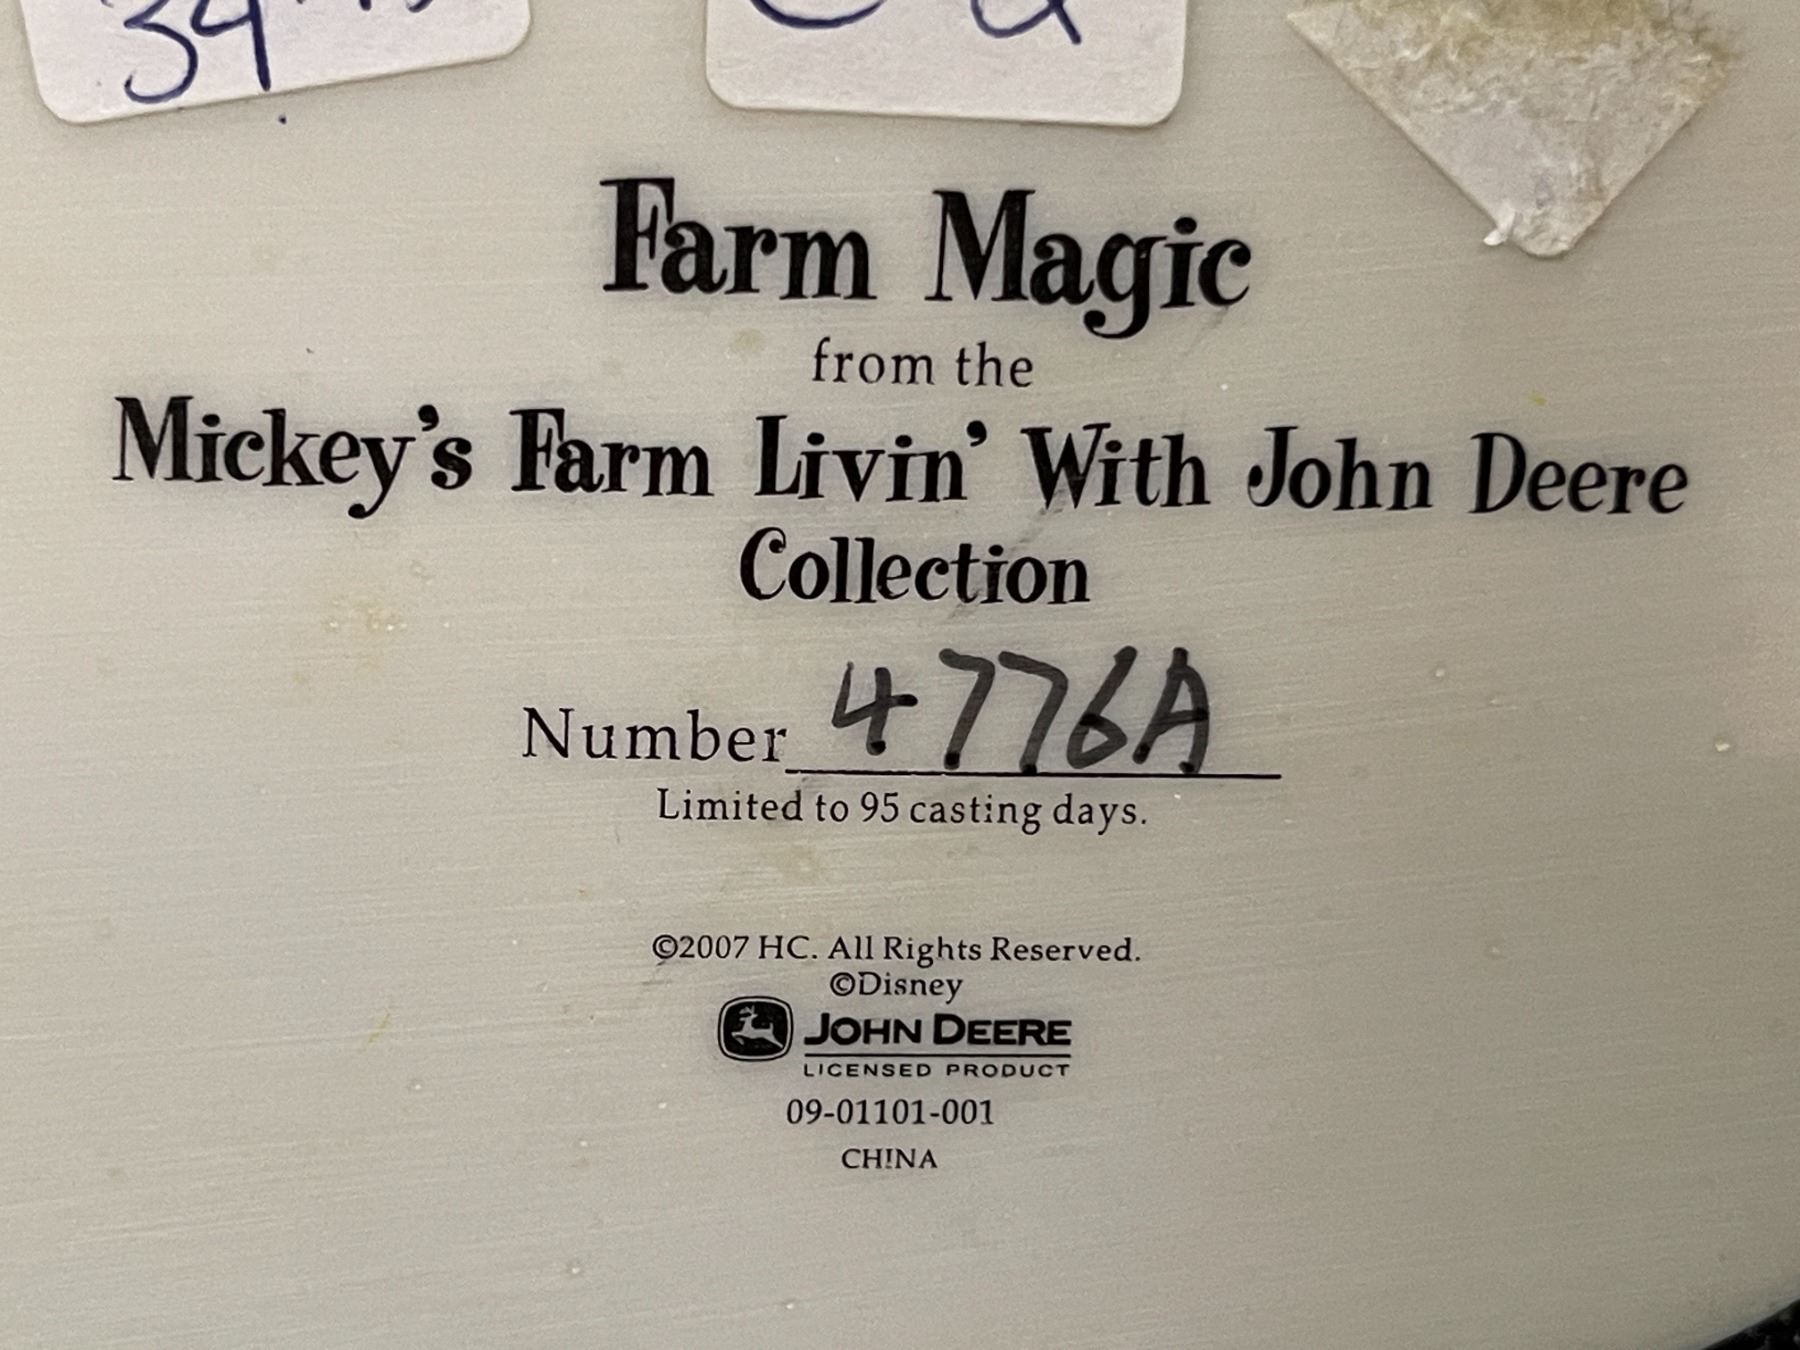 34
Farm Magic
from the
Mickey's Farm Livin' With John Deere
Collection
Number 4776A
Limited to 95 casting days.
©2007 HC. All Rights Reserved.
©Disney
JOHN DEERE
LICENSED PRODUCT
09-01101-001
CHINA